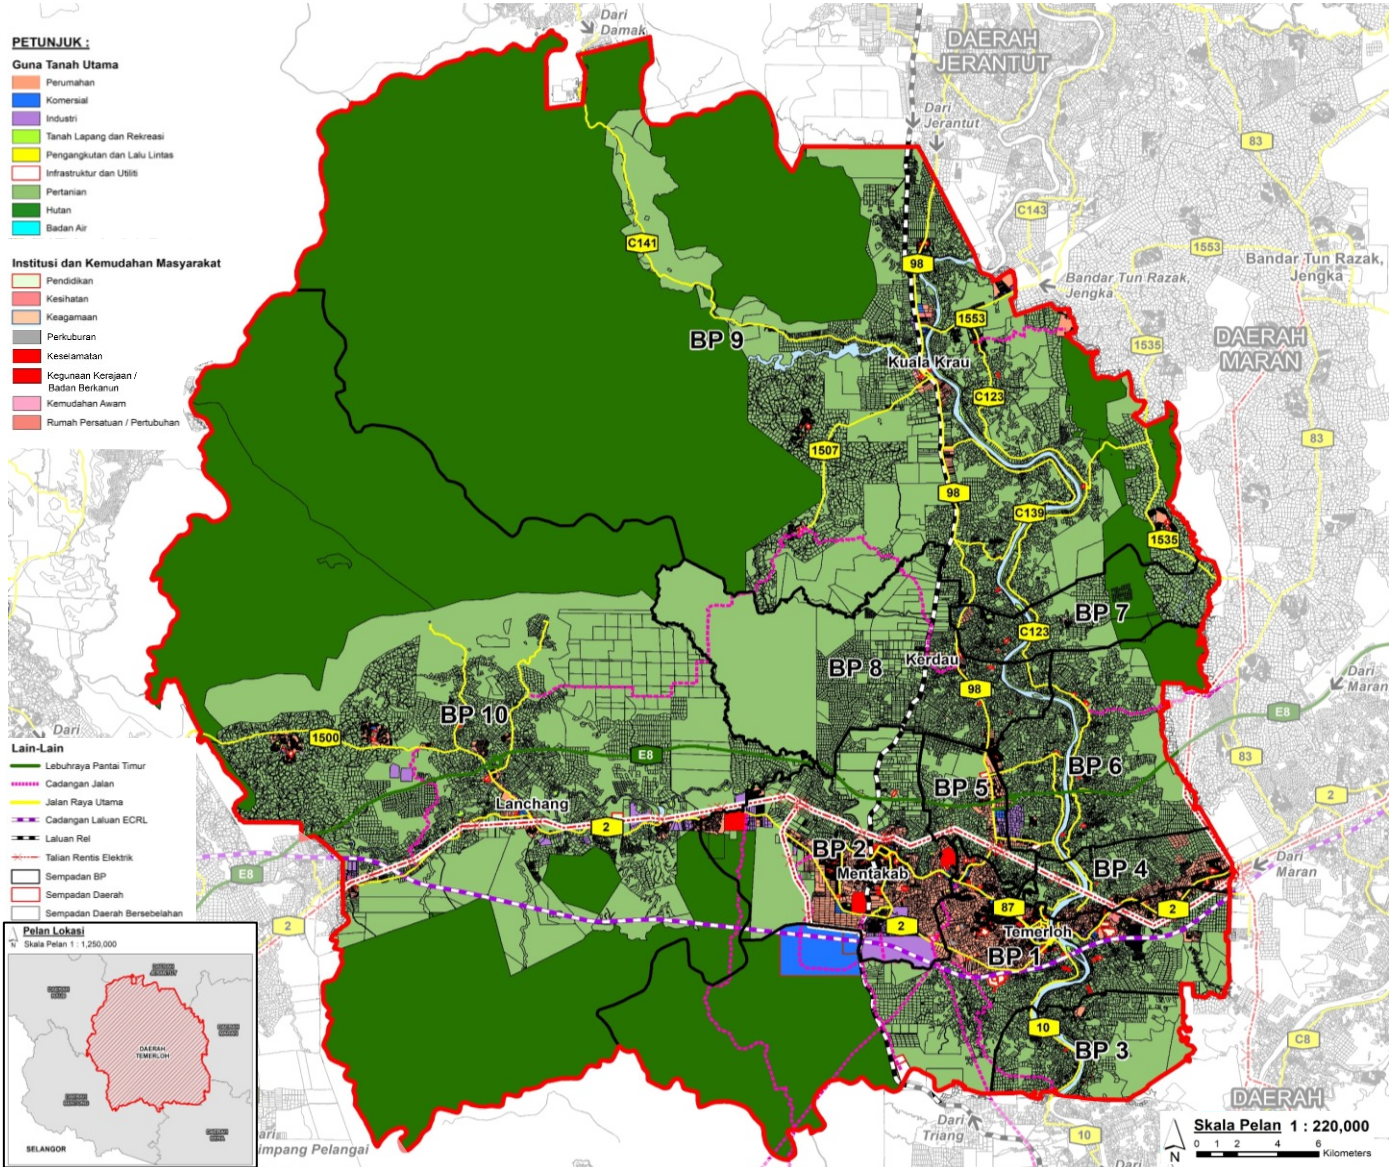 PETUNJUK :
Guna Tanah Utama
Perumahan
Komersial
Industri
Tanah Lapang dan Rekreasi
Pengangkutan dan Lalu Lintas
Infrastruktur dan Utiliti
Pertanian
Hutan
Badan Air
Institusi dan Kemudahan Masyarakat
Pendidikan
Kesihatan
Keagamaan
Perkuburan
Keselamatan
Kegunaan Kerajaan /
Badan Berkanun
Kemudahan Awam
Rumah Persatuan / Pertubuhan
Lain-Lain
Lebuhraya Pantai Timur
Cadangan Jalan
Jalan Raya Utama
Cadangan Laluan ECRL
Laluan Rel
Talian Rentis Elektrik
Sempadan BP
Sempadan Daerah
Sempadan Daerah Bersebelahan
Pelan Lokasi
Skala Pelan 1 : 1,250,000
N
DAERAH
TEMERLOH
SELANGOR
Dari
Damak
DAERAH
JERANTUT
Dari
Jerantut
83
C143
1553
Bandar Tun Razak,
Jengka
Bandar Tun Razak,
Jengka
C141
98
1553
BP 9
Kuala Krau
1535
DAERAH
MARAN
C123
1507
83
98
C139
1535
BP 7
C123
BP 8
Kerdau
98
Dari
Maran
E8
BP 10
1500
Dari
E8
83
BP 6
BP 5
2
Lanchang
2
BP 2
Mentakab
BP 4
Dari
Maran
E8
87
2
2
2
Temerloh
BP 1
10
BP 3
C8
DAERAH
Dari
Triang
10
Dari
impang Pelangai
Skala Pelan 1 : 220,000
0 1 2 4 6
Kilometers
N